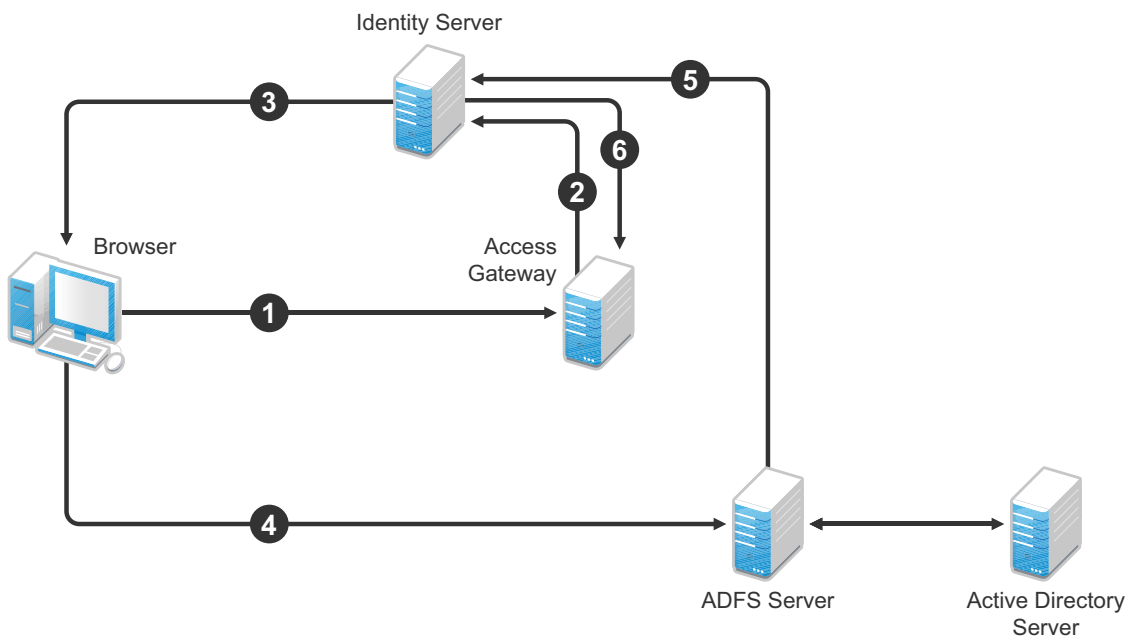 Identity Server
5
3
6
2
Browser
Access
Gateway
1
4
ADFS Server
Active Directory
Server